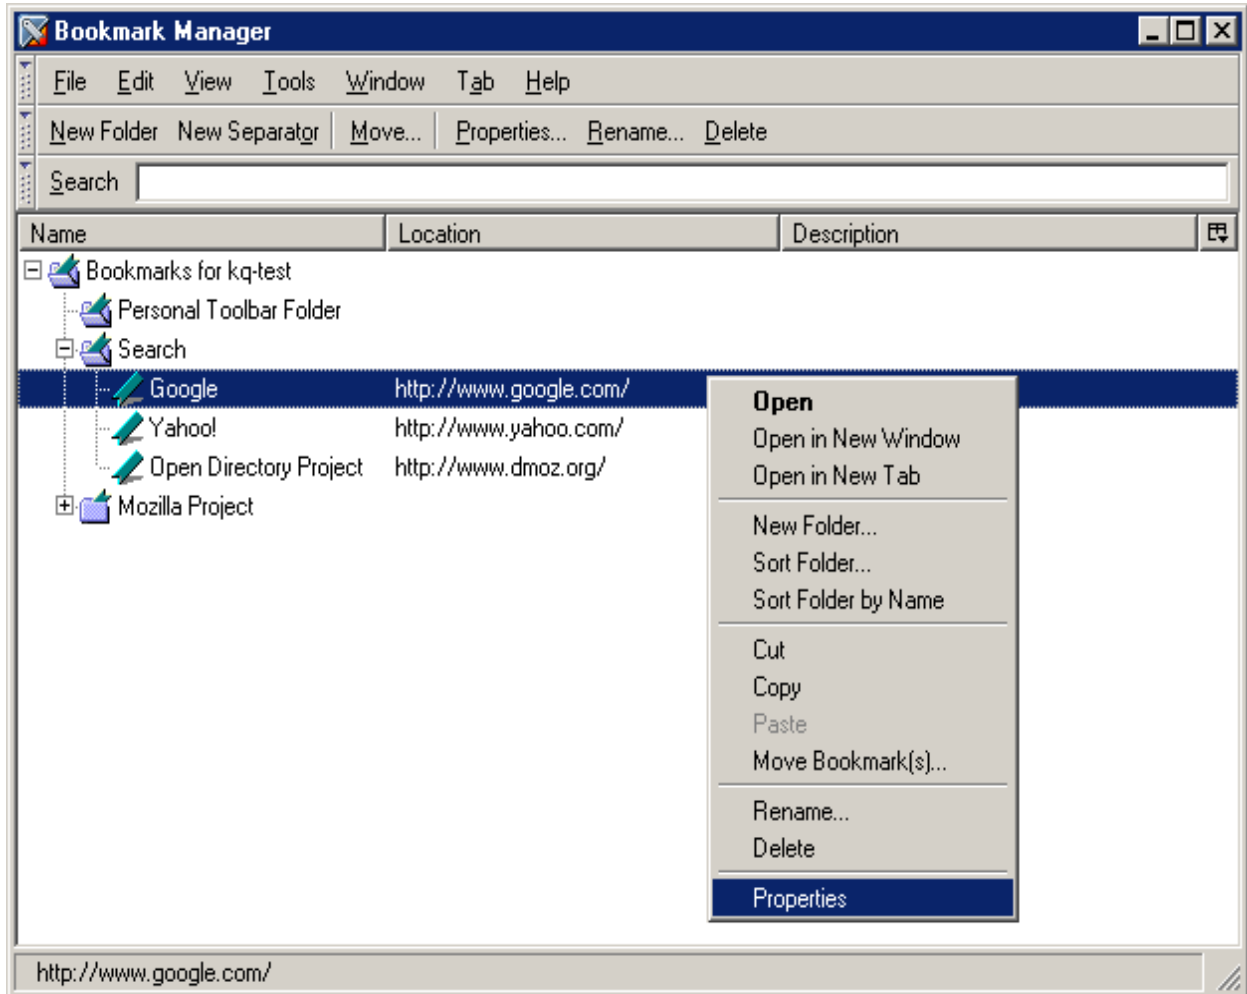 Bookmark Manager
File Edit View Tools Window Tab Help
New Folder New Separator Move... Properties... Rename... Delete
Search
Name Location Description
Bookmarks for kq-test
Personal Toolbar Folder
Search
Google http://www.google.com/
Yahoo! http://www.yahoo.com/
Open Directory Project http://www.dmoz.org/
Mozilla Project
Open
Open in New Window
Open in New Tab
New Folder...
Sort Folder...
Sort Folder by Name
Cut
Copy
Paste
Move Bookmark(s)...
Rename...
Delete
Properties
http://www.google.com/